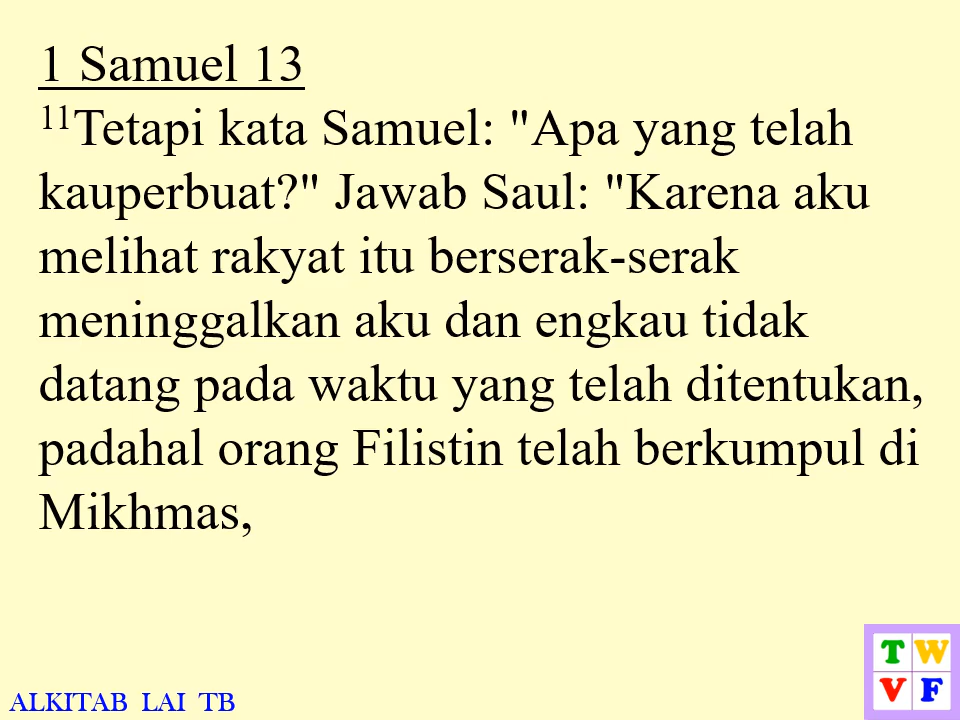 1 Samuel 13
11Tetapi kata Samuel: "Apa yang telah
kauperbuat?" Jawab Saul: "Karena aku
melihat rakyat itu berserak-serak
meninggalkan aku dan engkau tidak
datang pada waktu yang telah ditentukan,
padahal orang Filistin telah berkumpul di
Mikhmas,
ALKITAB LAI TB
T W
V F